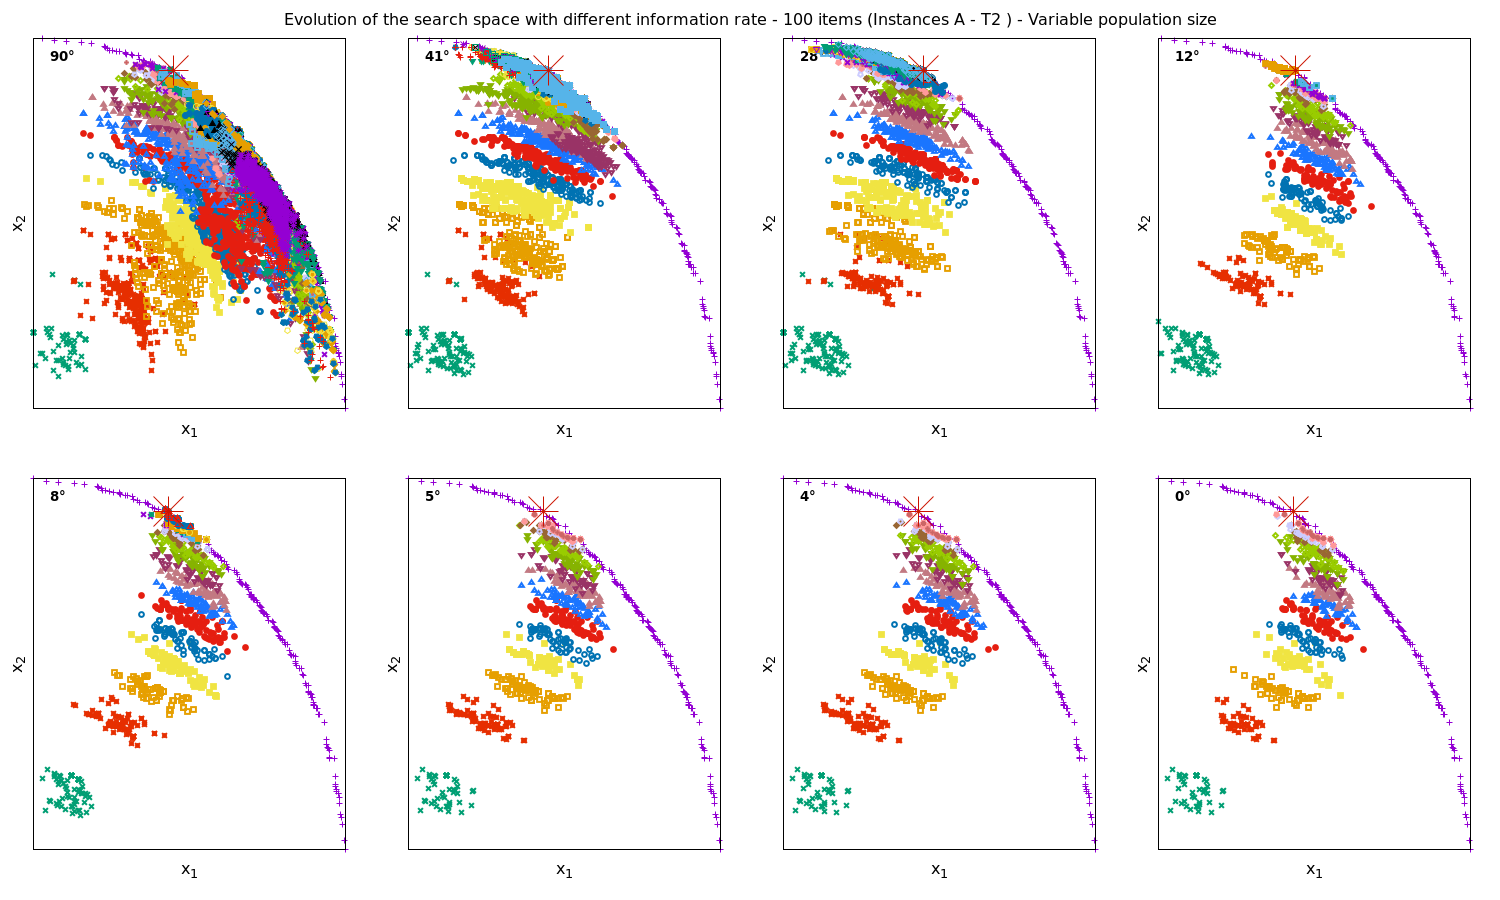 Evolution of the search space with different information rate - 100 items (Instances A - T2 ) - Variable population size
90° 41° 28 12°
x2 x2 x2 x2
x1 x1 x1 x1
8° 5° 4° 0°
x2 x2 x2 x2
x1 x1 x1 x1